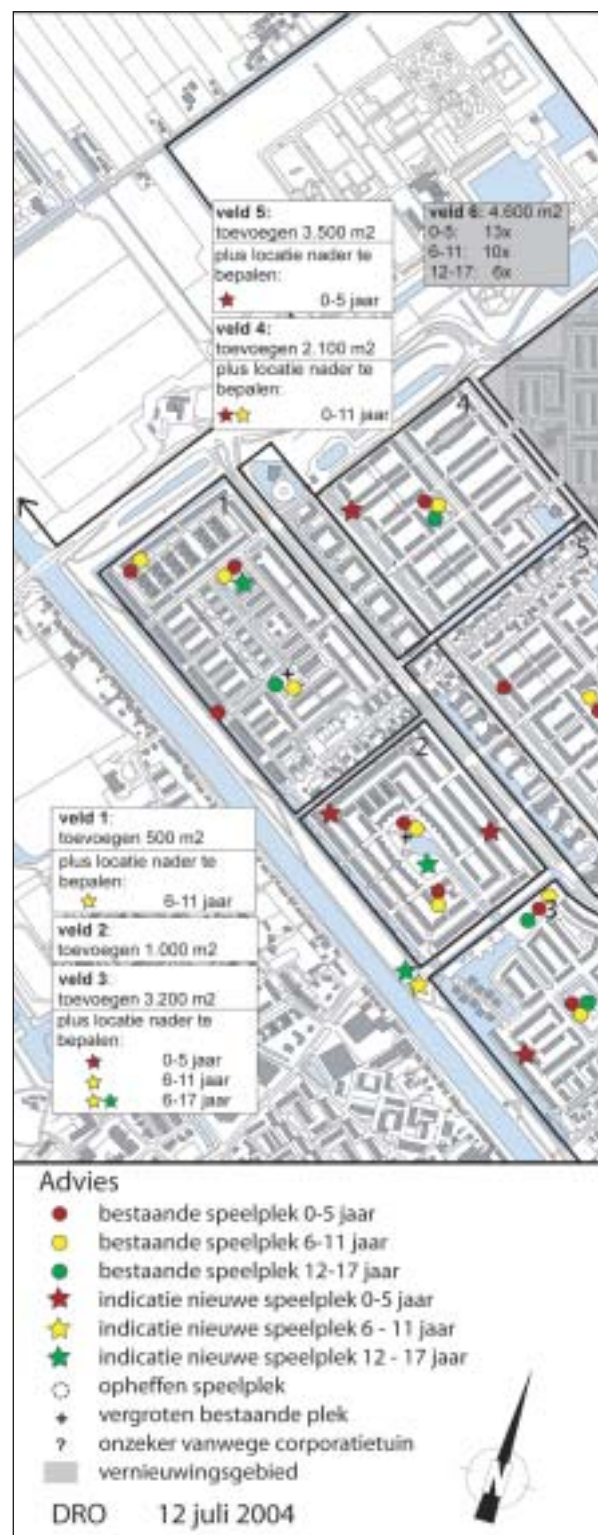 veld 5:
toevoegen 3.500 m2
plus locatie nader te
bepalen:
0-5 jaar
veld 6: 4.600 m2
0-5: 13x
6-11: 10x
12-17: 6x
veld 4:
toevoegen 2.100 m2
plus locatie nader te
bepalen:
0-11 jaar
4
1
5
2
3
veld 1:
toevoegen 500 m2
plus locatie nader te
bepalen:
6-11 jaar
veld 2:
toevoegen 1.000 m2
veld 3:
toevoegen 3.200 m2
plus locatie nader te
bepalen:
0-5 jaar
6-11 jaar
6-17 jaar
Advies
bestaande speelplek 0-5 jaar
bestaande speelplek 6-11 jaar
bestaande speelplek 12-17 jaar
indicatie nieuwe speelplek 0-5 jaar
indicatie nieuwe speelplek 6 - 11 jaar
indicatie nieuwe speelplek 12 - 17 jaar
opheffen speelplek
vergroten bestaande plek
? onzeker vanwege corporatietuin
vernieuwingsgebied
N
DRO 12 juli 2004